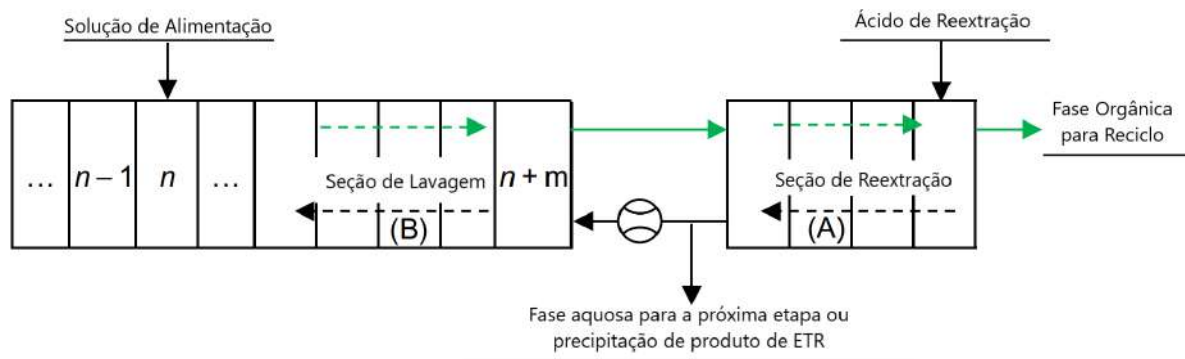 Solução de Alimentação
Ácido de Reextração
Fase Orgânica
para Reciclo
... n – 1 n ... Seção de Lavagem n + m
(B)
Seção de Reextração
(A)
Fase aquosa para a próxima etapa ou
precipitação de produto de ETR